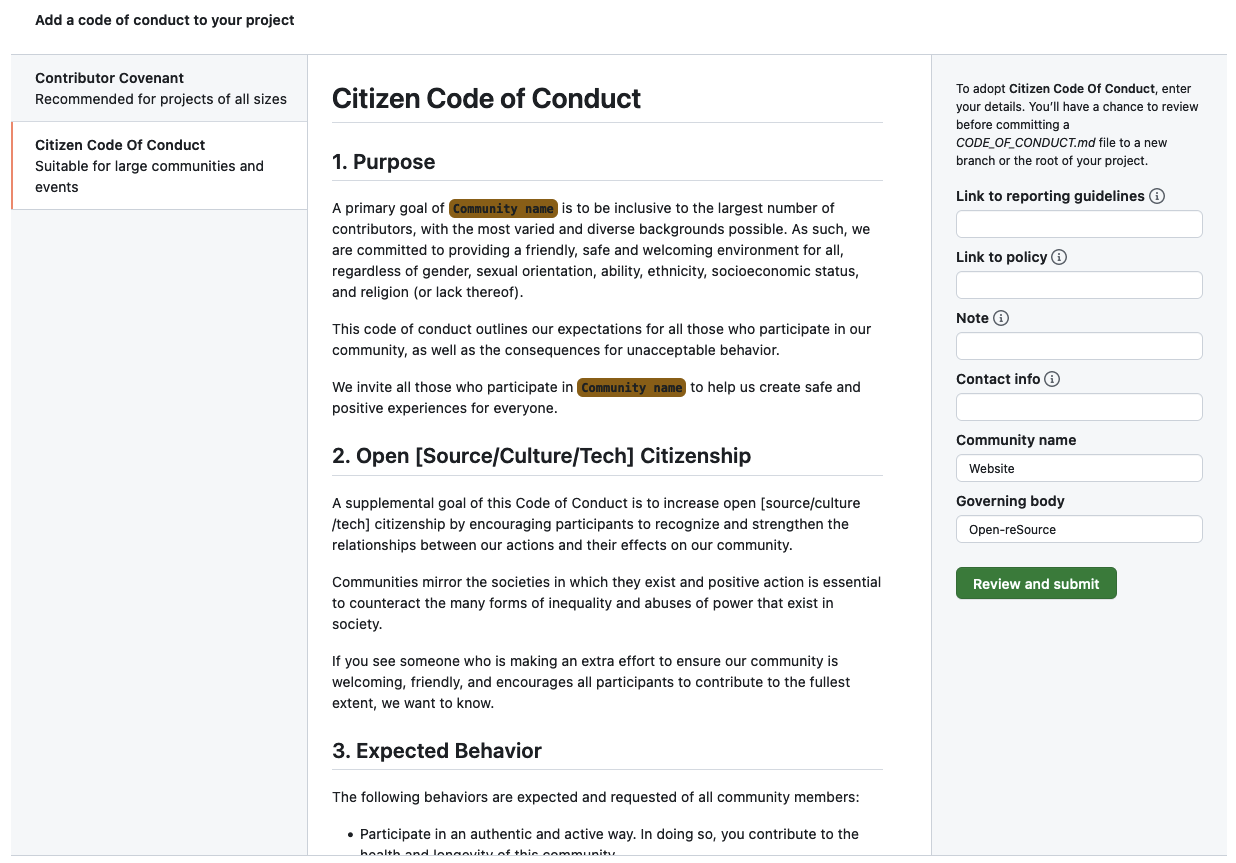 Add a code of conduct to your project
Contributor Covenant
Recommended for projects of all sizes
Citizen Code Of Conduct
Suitable for large communities and
events
Citizen Code of Conduct
1. Purpose
A primary goal of Community name is to be inclusive to the largest number of
contributors, with the most varied and diverse backgrounds possible. As such, we
are committed to providing a friendly, safe and welcoming environment for all,
regardless of gender, sexual orientation, ability, ethnicity, socioeconomic status,
and religion (or lack thereof).
This code of conduct outlines our expectations for all those who participate in our
community, as well as the consequences for unacceptable behavior.
We invite all those who participate in Community name to help us create safe and
positive experiences for everyone.
2. Open [Source/Culture/Tech] Citizenship
A supplemental goal of this Code of Conduct is to increase open [source/culture
/tech] citizenship by encouraging participants to recognize and strengthen the
relationships between our actions and their effects on our community.
Communities mirror the societies in which they exist and positive action is essential
to counteract the many forms of inequality and abuses of power that exist in
society.
If you see someone who is making an extra effort to ensure our community is
welcoming, friendly, and encourages all participants to contribute to the fullest
extent, we want to know.
3. Expected Behavior
The following behaviors are expected and requested of all community members:
• Participate in an authentic and active way. In doing so, you contribute to the
health and longevity of this community.
To adopt Citizen Code Of Conduct, enter
your details. You'll have a chance to review
before committing a
CODE_OF_CONDUCT.md file to a new
branch or the root of your project.
Link to reporting guidelines
Link to policy
Note
Contact info
Community name
Website
Governing body
Open-reSource
Review and submit